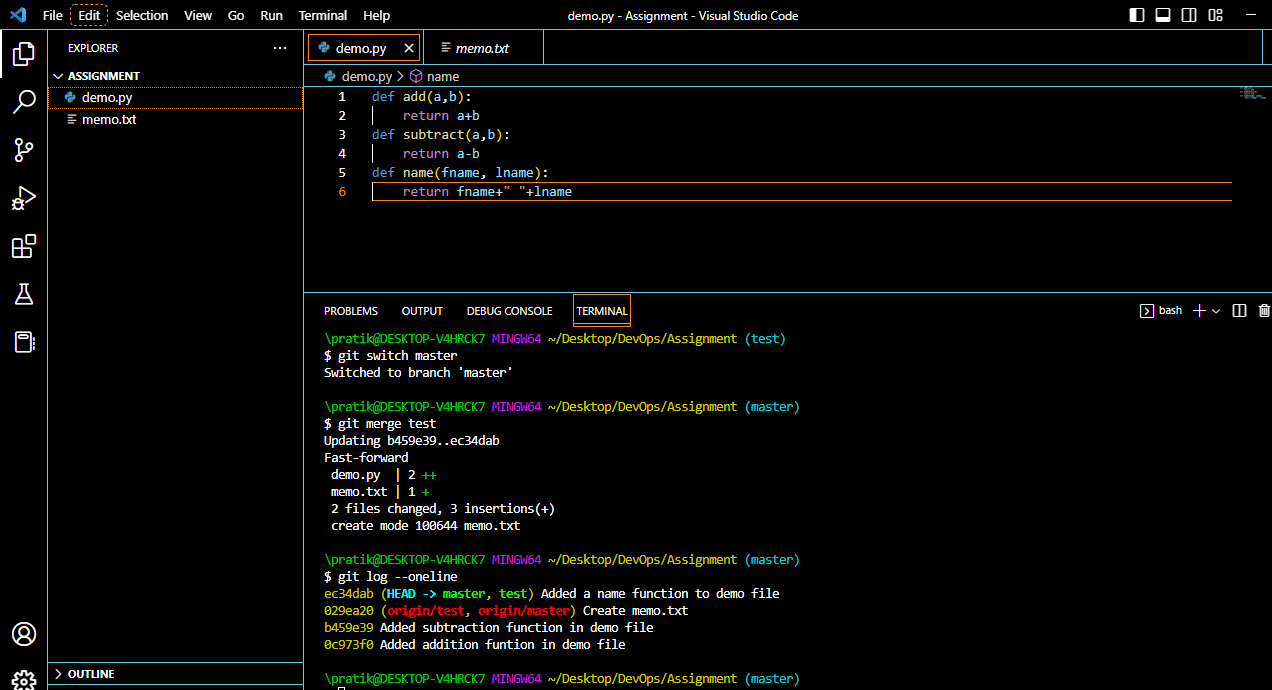 File Edit Selection View Go Run Terminal Help demo.py - Assignment - Visual Studio Code
EXPLORER
ASSIGNMENT
demo.py
memo.txt
OUTLINE
demo.py memo.txt
demo.py > name
1 def add(a,b):
2     return a+b
3 def subtract(a,b):
4     return a-b
5 def name(fname, lname):
6     return fname+" "+lname
PROBLEMS OUTPUT DEBUG CONSOLE TERMINAL bash
\pratik@DESKTOP-V4HRCK7 MINGW64 ~/Desktop/DevOps/Assignment (test)
$ git switch master
Switched to branch 'master'
\pratik@DESKTOP-V4HRCK7 MINGW64 ~/Desktop/DevOps/Assignment (master)
$ git merge test
Updating b459e39..ec34dab
Fast-forward
 demo.py  | 2 ++
 memo.txt | 1 +
 2 files changed, 3 insertions(+)
 create mode 100644 memo.txt
\pratik@DESKTOP-V4HRCK7 MINGW64 ~/Desktop/DevOps/Assignment (master)
$ git log --oneline
ec34dab (HEAD -> master, test) Added a name function to demo file
029ea20 (origin/test, origin/master) Create memo.txt
b459e39 Added subtraction function in demo file
0c973f0 Added addition funtion in demo file
\pratik@DESKTOP-V4HRCK7 MINGW64 ~/Desktop/DevOps/Assignment (master)